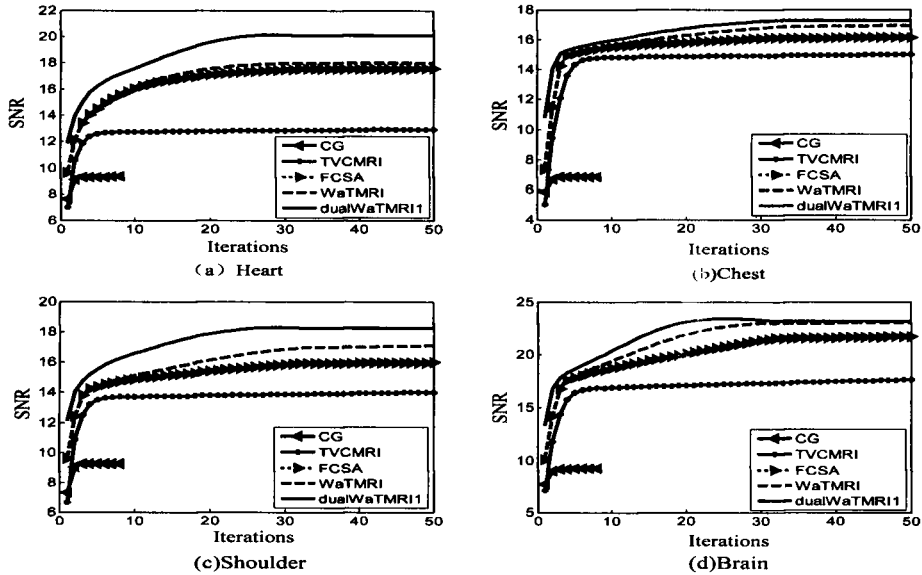 22
20
18
16
14
12
10
8
6
SNR
0 10 20 30 40 50
Iterations
CG
TVCMRI
FCSA
WaTMRI
dualWaTMRI1
（a） Heart
18
16
14
12
10
8
6
4
SNR
0 10 20 30 40 50
Iterations
CG
TVCMRI
FCSA
WaTMRI
dualWaTMRI1
(b)Chest
20
18
16
14
12
10
8
6
SNR
0 10 20 30 40 50
Iterations
CG
TVCMRI
FCSA
WaTMRI
dualWaTMRI1
(c)Shoulder
25
20
15
10
5
SNR
0 10 20 30 40 50
Iterations
CG
TVCMRI
FCSA
WaTMRI
dualWaTMRI1
(d)Brain